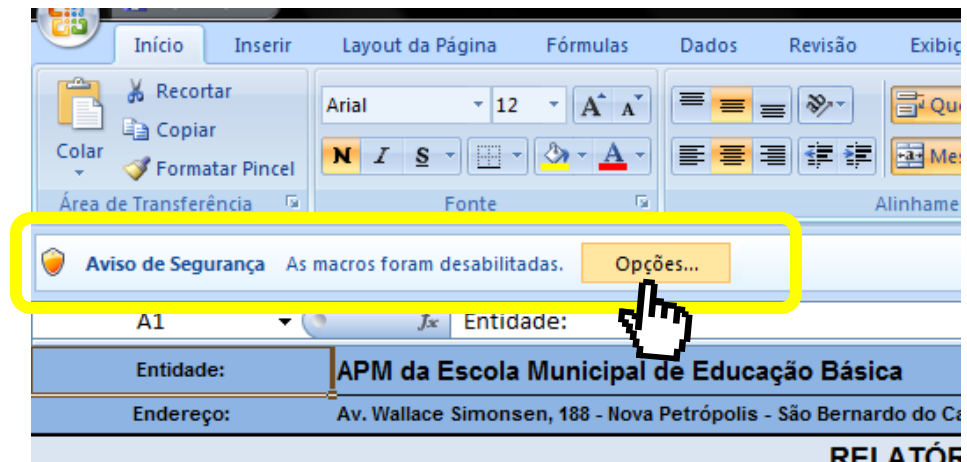 Início Inserir Layout da Página Fórmulas Dados Revisão
Recortar
Copiar
Colar
Formatar Pincel
Arial 12 A A
N I S A
Área de Transferência Fonte
Aviso de Segurança As macros foram desabilitadas. Opções...
A1 fx Entidade:
Entidade: APM da Escola Municipal de Educação Básica
Endereço: Av. Wallace Simonsen, 188 - Nova Petrópolis - São Bernardo do